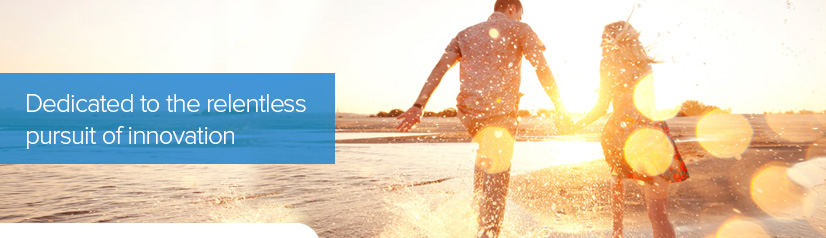 Dedicated to the relentless
pursuit of innovation